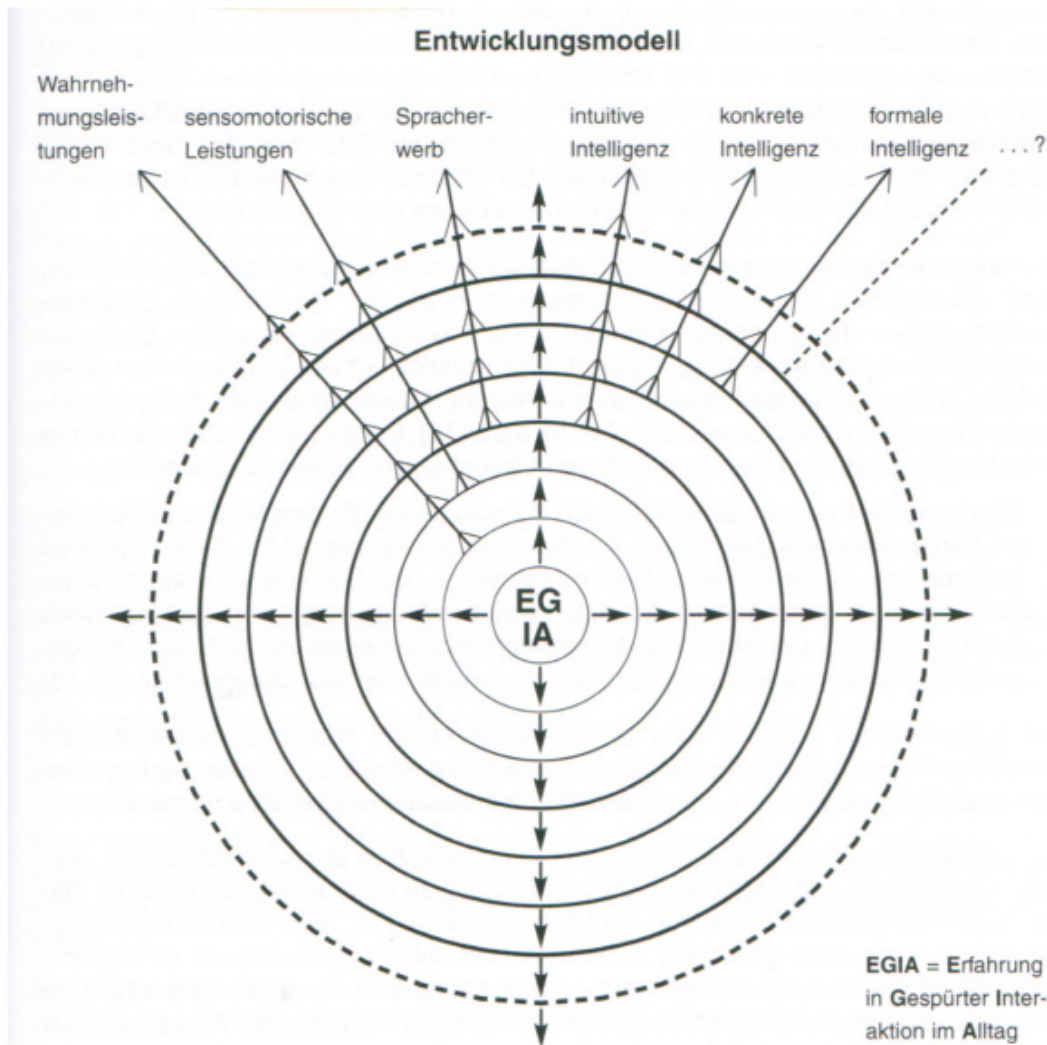 Entwicklungsmodell
Wahrneh-
mungsleis-
tungen
sensomotorische
Leistungen
Spracher-
werb
intuitive
Intelligenz
konkrete
Intelligenz
formale
Intelligenz
...?
EG
IA
EGIA = Erfahrung
in Gespürter Inter-
aktion im Alltag